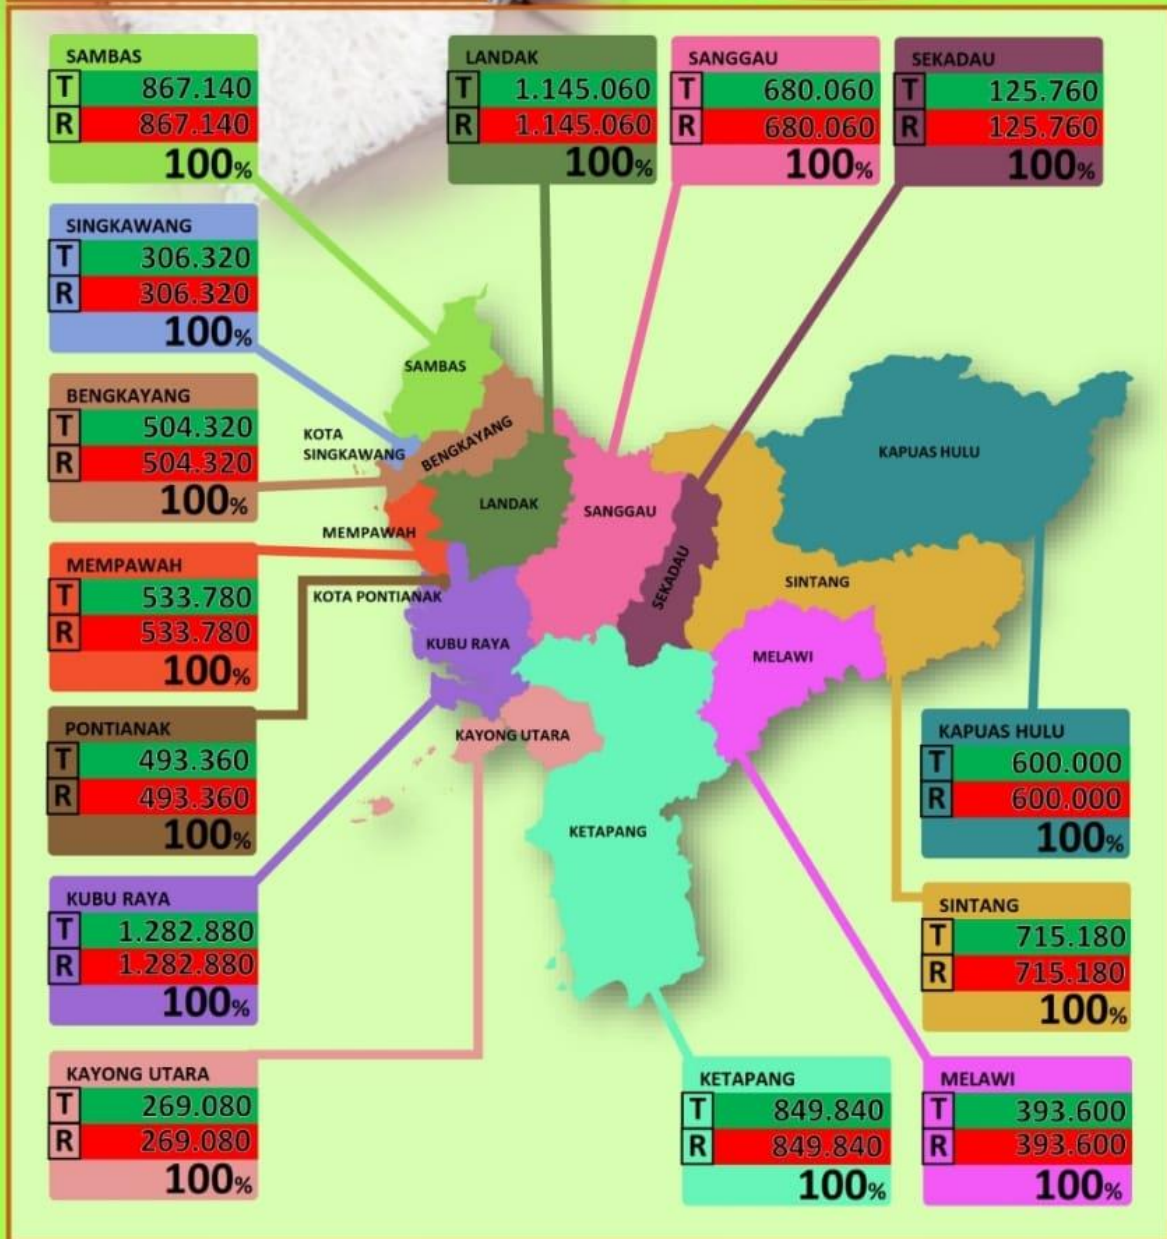 SAMBAS
T 867.140
R 867.140
100%
LANDAK
T 1.145.060
R 1.145.060
100%
SANGGAU
T 680.060
R 680.060
100%
SEKADAU
T 125.760
R 125.760
100%
SINGKAWANG
T 306.320
R 306.320
100%
BENGKAYANG
T 504.320
R 504.320
100%
MEMPAWAH
T 533.780
R 533.780
100%
PONTIANAK
T 493.360
R 493.360
100%
KUBU RAYA
T 1.282.880
R 1.282.880
100%
KAYONG UTARA
T 269.080
R 269.080
100%
SAMBAS
KOTA
SINGKAWANG
BENGKAYANG
LANDAK
MEMPAWAH
KOTA PONTIANAK
KUBU RAYA
SANGGAU
SEKADAU
SINTANG
KAPUAS HULU
MELAWI
KAYONG UTARA
KETAPANG
KAPUAS HULU
T 600.000
R 600.000
100%
SINTANG
T 715.180
R 715.180
100%
KETAPANG
T 849.840
R 849.840
100%
MELAWI
T 393.600
R 393.600
100%